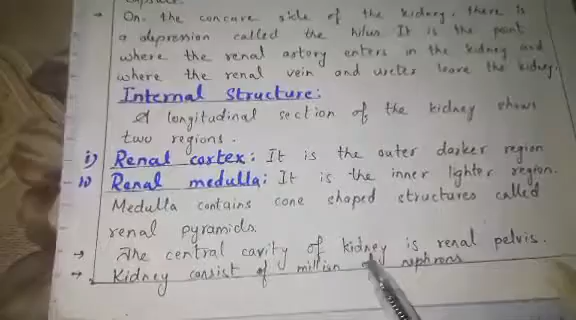 → On the concave side of the kidney, there is
a depression called the hilus It is the point
where the renal artery enters in the kidney and
where the renal vein and ureter leave the kidney.
Internal Structure:
A longitudinal section of the kidney shows
two regions.
i) Renal cortex: It is the outer darker region
ii) Renal medulla: It is the inner lighter region.
Medulla contains cone shaped structures called
renal pyramids.
→ The central cavity of kidney is renal pelvis.
→ Kidney consist of million of nephrons